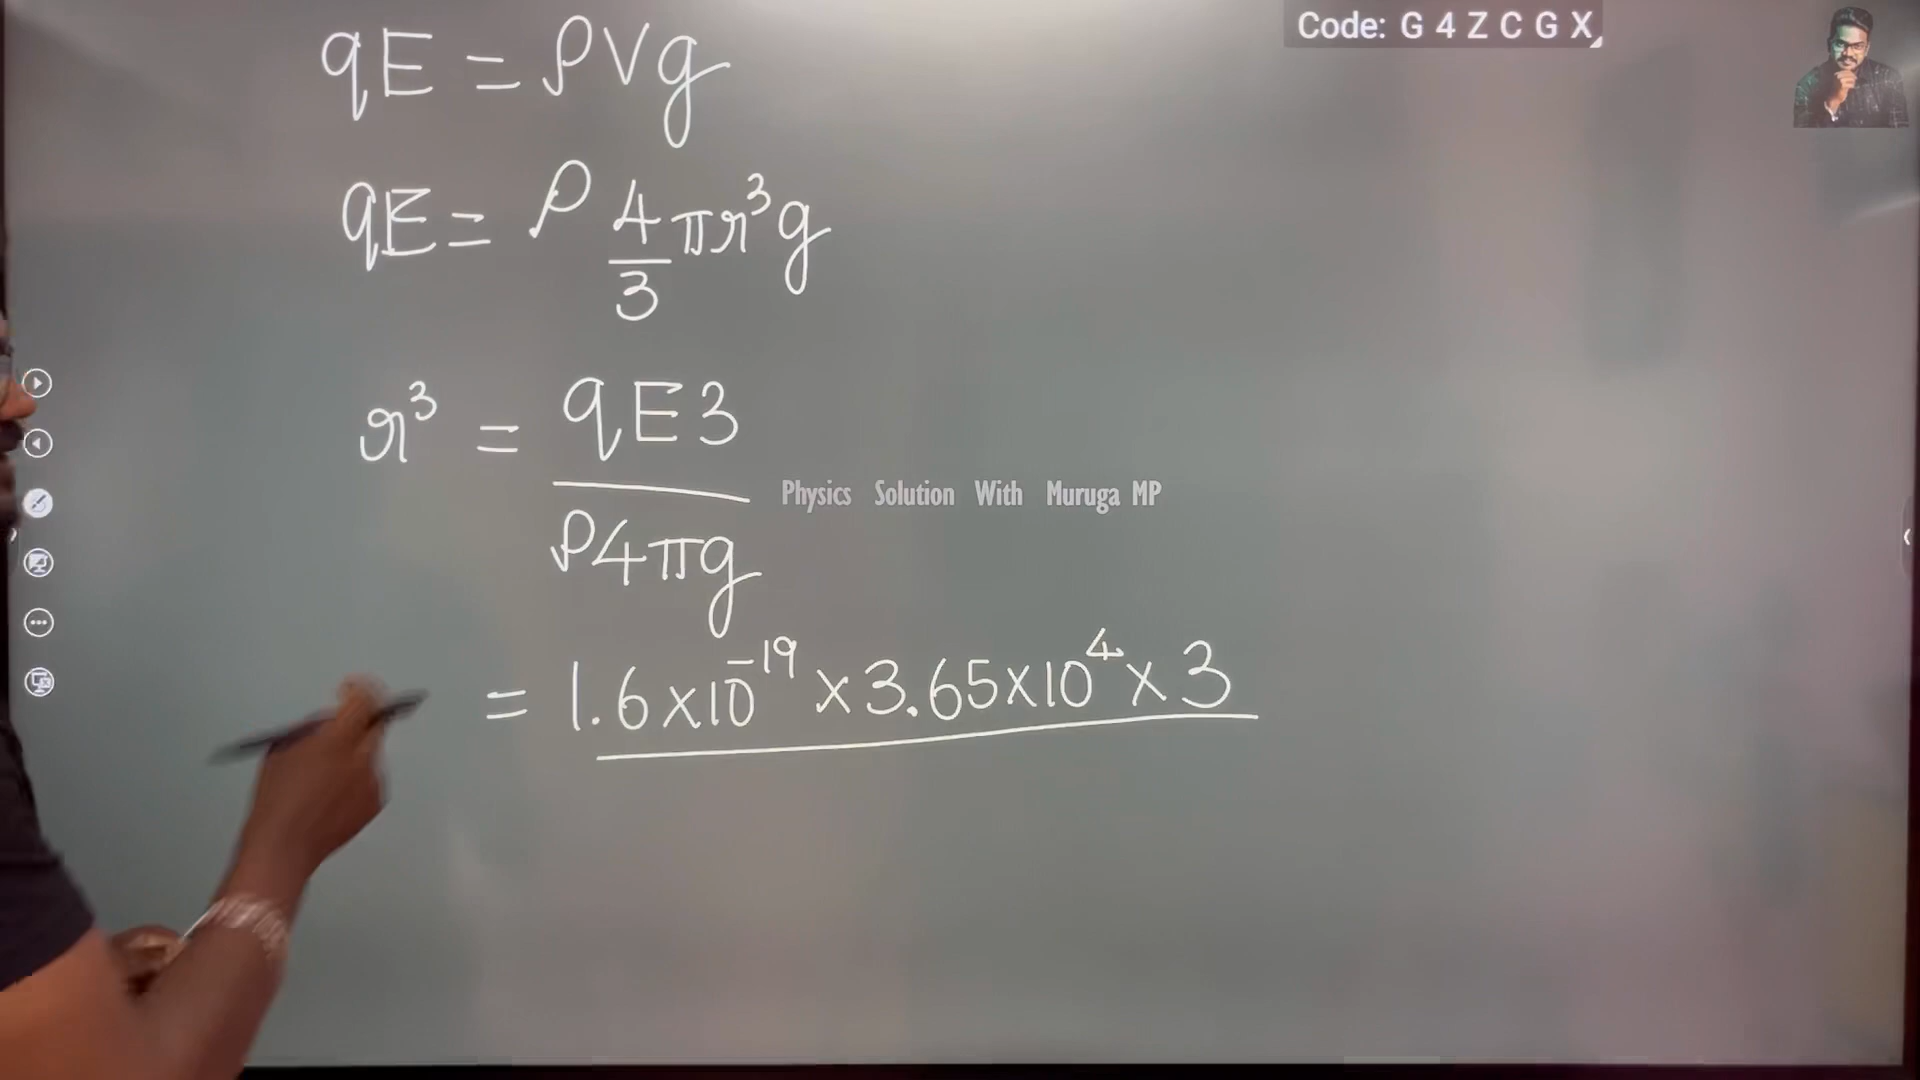 Code: G 4 Z C G X
qE = ρVg
qE = ρ 4/3 πr³g
r³ = qE3 / ρ4πg
Physics Solution With Muruga MP
= 1.6×10⁻¹⁹ × 3.65×10⁴ × 3